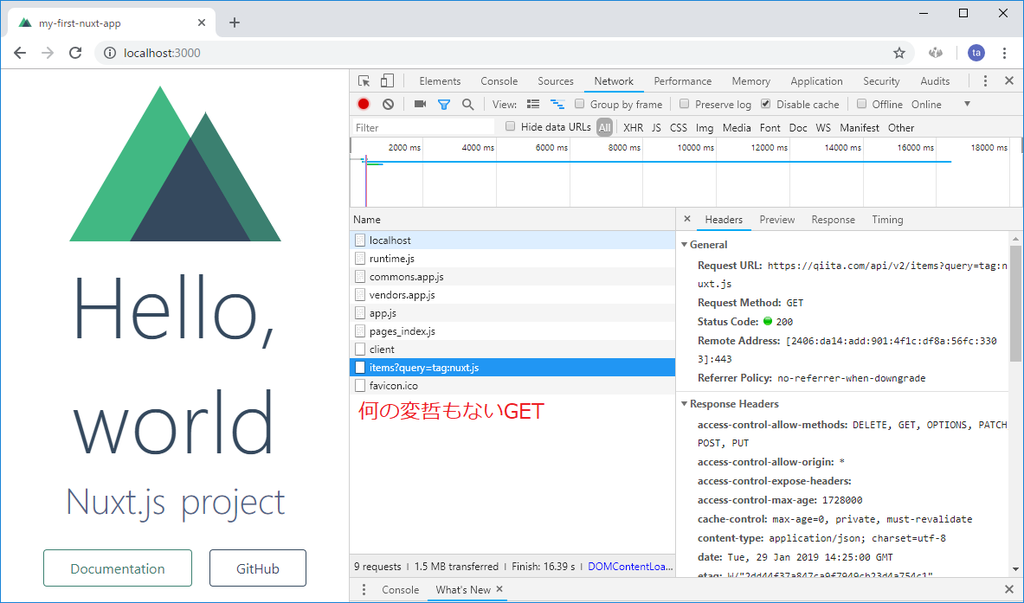 my-first-nuxt-app
localhost:3000
ta
Hello,
world
Nuxt.js project
Documentation
GitHub
Elements Console Sources Network Performance Memory Application Security Audits
View: Group by frame Preserve log Disable cache Offline Online
Filter Hide data URLs All XHR JS CSS Img Media Font Doc WS Manifest Other
2000 ms 4000 ms 6000 ms 8000 ms 10000 ms 12000 ms 14000 ms 16000 ms 18000 ms
Name
localhost
runtime.js
commons.app.js
vendors.app.js
app.js
pages_index.js
client
items?query=tag:nuxt.js
favicon.ico
何の変哲もないGET
Headers Preview Response Timing
General
Request URL: https://qiita.com/api/v2/items?query=tag:n
uxt.js
Request Method: GET
Status Code: 200
Remote Address: [2406:da14:add:901:4f1c:df8a:56fc:330
3]:443
Referrer Policy: no-referrer-when-downgrade
Response Headers
access-control-allow-methods: DELETE, GET, OPTIONS, PATCH
POST, PUT
access-control-allow-origin: *
access-control-expose-headers:
access-control-max-age: 1728000
cache-control: max-age=0, private, must-revalidate
content-type: application/json; charset=utf-8
date: Tue, 29 Jan 2019 14:25:00 GMT
etag: W/"2dd44f37a847ca9f7949cb23d4a754c1"
9 requests | 1.5 MB transferred | Finish: 16.39 s | DOMContentLoa...
Console What's New